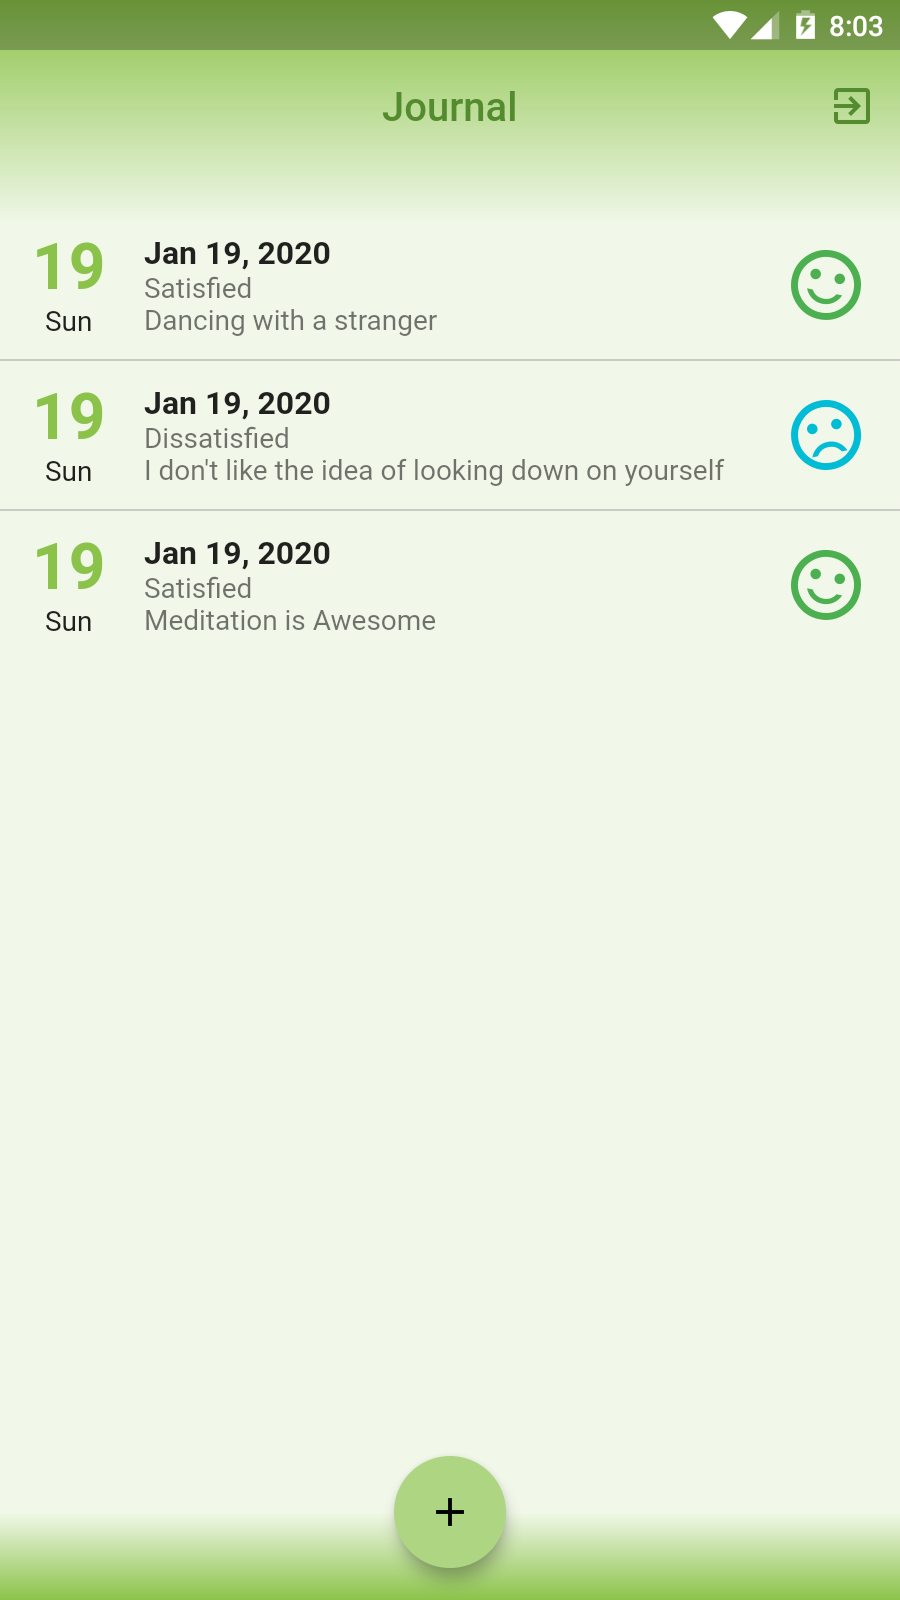 8:03
Journal
19
Sun
Jan 19, 2020
Satisfied
Dancing with a stranger
19
Sun
Jan 19, 2020
Dissatisfied
I don't like the idea of looking down on yourself
19
Sun
Jan 19, 2020
Satisfied
Meditation is Awesome